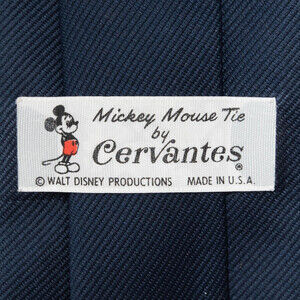 Mickey Mouse Tie
by
Cervantes®
© WALT DISNEY PRODUCTIONS MADE IN U.S.A.